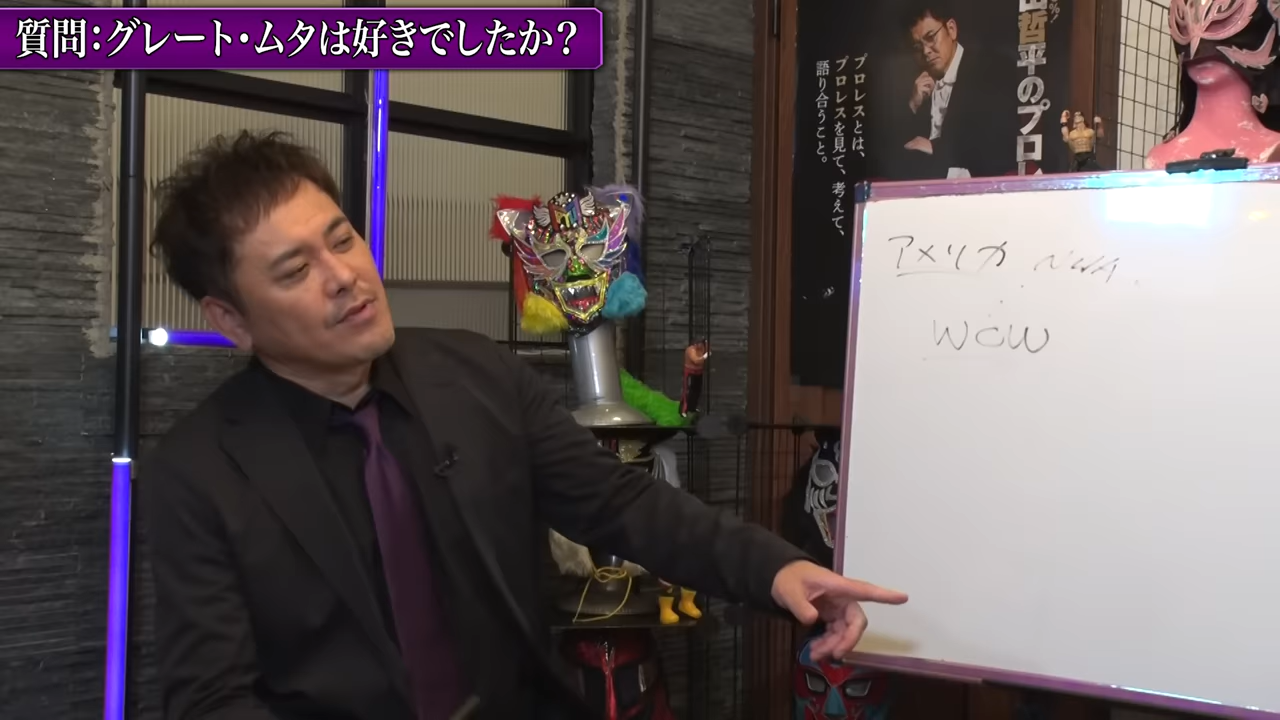 質問：グレート・ムタは好きでしたか？
哲平のプロ
プロレスとは、
プロレスを見て、考えて、
語り合うこと。
アメリカ NWA
WCW